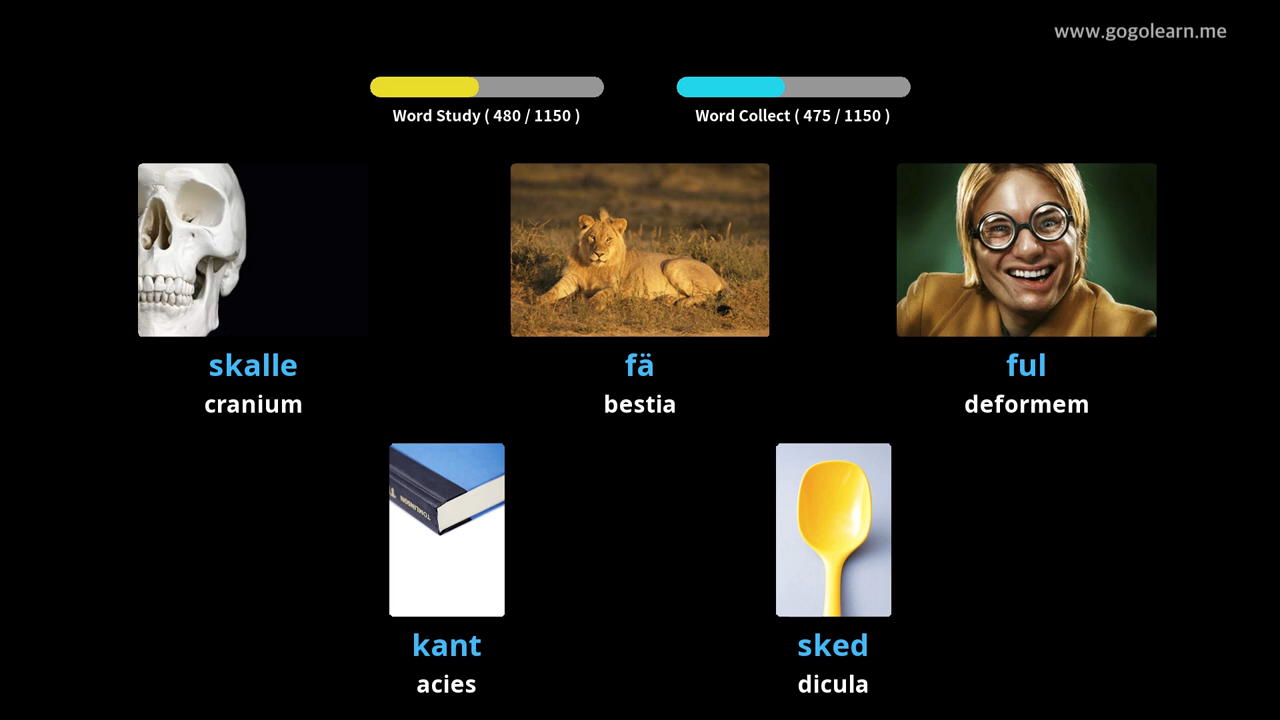 www.gogolearn.me
Word Study ( 480 / 1150 )
Word Collect ( 475 / 1150 )
skalle
cranium
fä
bestia
ful
deformem
TOMLINSON
kant
acies
sked
dicula